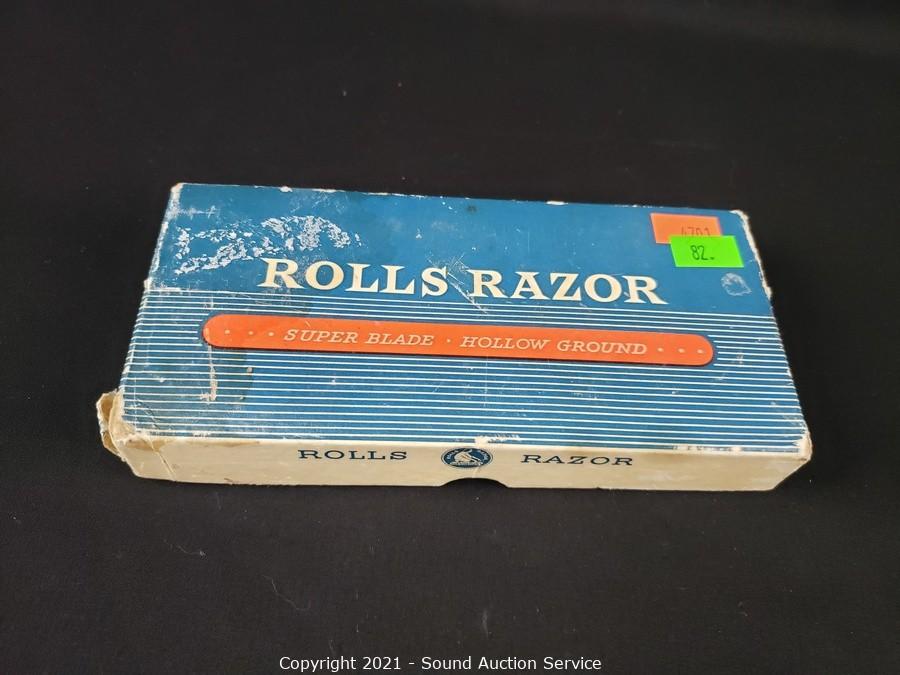 82.
ROLLS RAZOR
SUPER BLADE · HOLLOW GROUND
ROLLS RAZOR
Copyright 2021 - Sound Auction Service